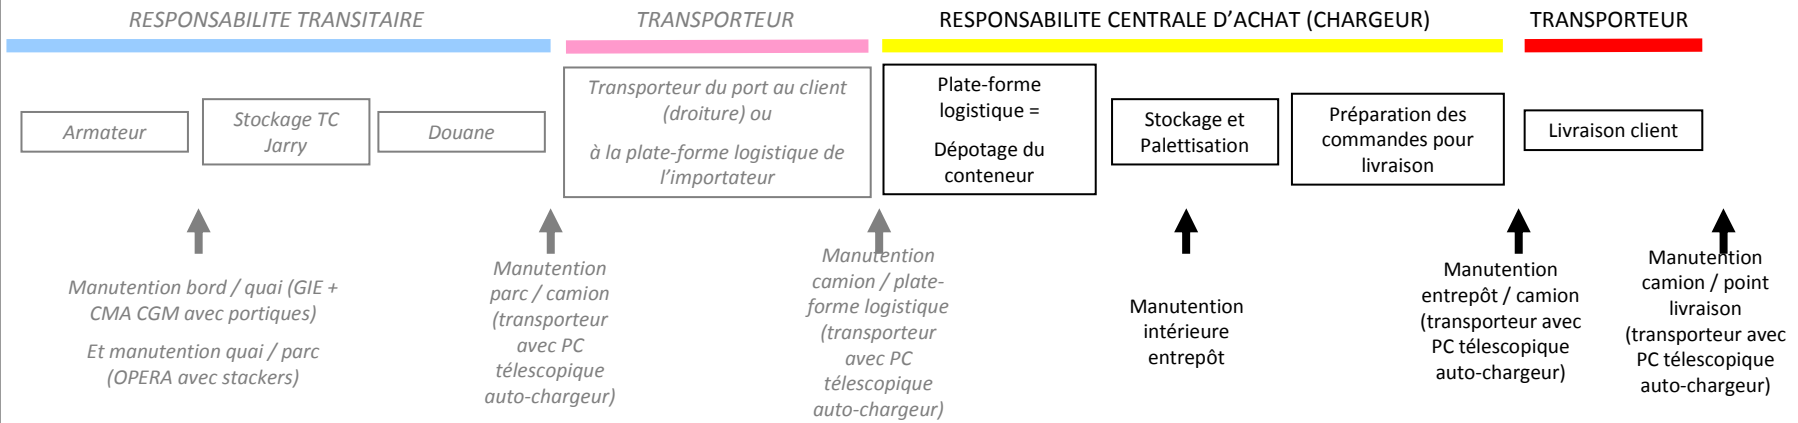 RESPONSABILITE TRANSITAIRE
TRANSPORTEUR
RESPONSABILITE CENTRALE D’ACHAT (CHARGEUR)
TRANSPORTEUR
Armateur
Stockage TC
Jarry
Douane
Transporteur du port au client
(droiture) ou
à la plate-forme logistique de
l’importateur
Plate-forme
logistique =
Dépotage du
conteneur
Stockage et
Palettisation
Préparation des
commandes pour
livraison
Livraison client
Manutention bord / quai (GIE +
CMA CGM avec portiques)
Et manutention quai / parc
(OPERA avec stackers)
Manutention
parc / camion
(transporteur
avec PC
télescopique
auto-chargeur)
Manutention
camion / plate-
forme logistique
(transporteur
avec PC
télescopique
auto-chargeur)
Manutention
intérieure
entrepôt
Manutention
entrepôt / camion
(transporteur avec
PC télescopique
auto-chargeur)
Manutention
camion / point
livraison
(transporteur avec
PC télescopique
auto-chargeur)